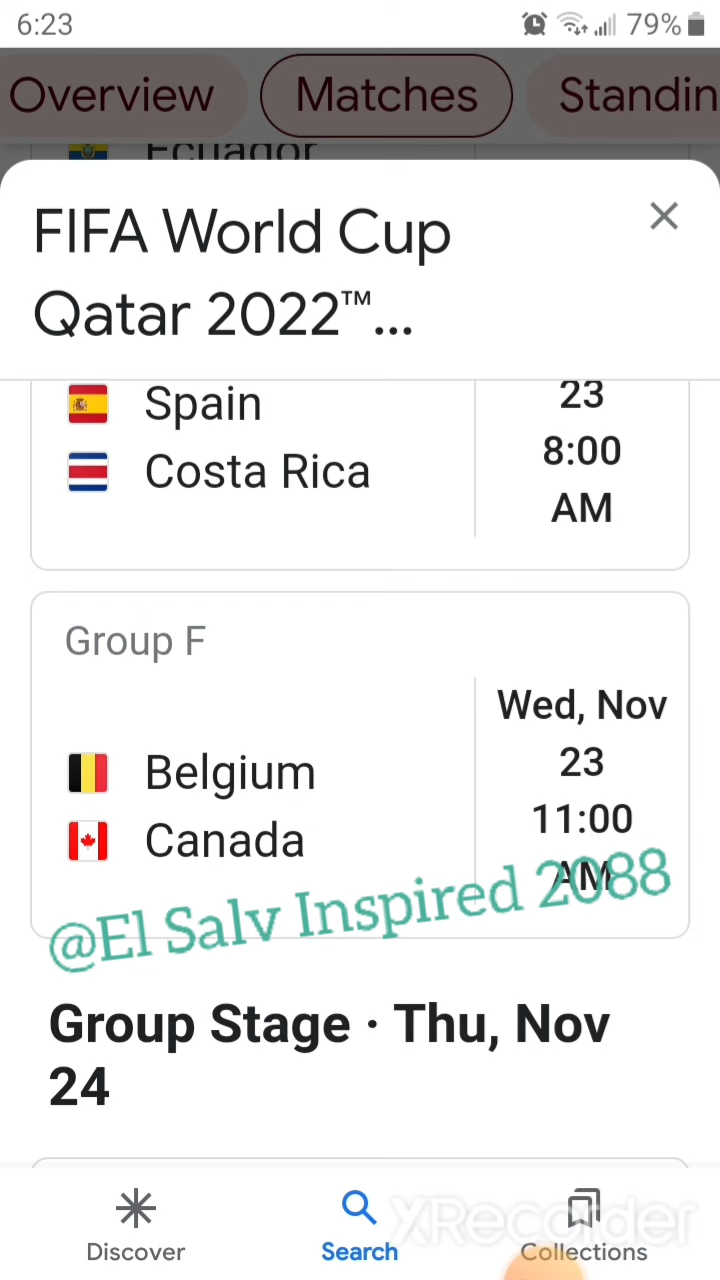 6:23 79%
Overview Matches Standin
Ecuador
FIFA World Cup
Qatar 2022™...
Spain
Costa Rica
23
8:00
AM
Group F
Belgium
Canada
Wed, Nov
23
11:00
AM
@El Salv Inspired 2088
Group Stage · Thu, Nov
24
XRecorder
Discover Search Collections